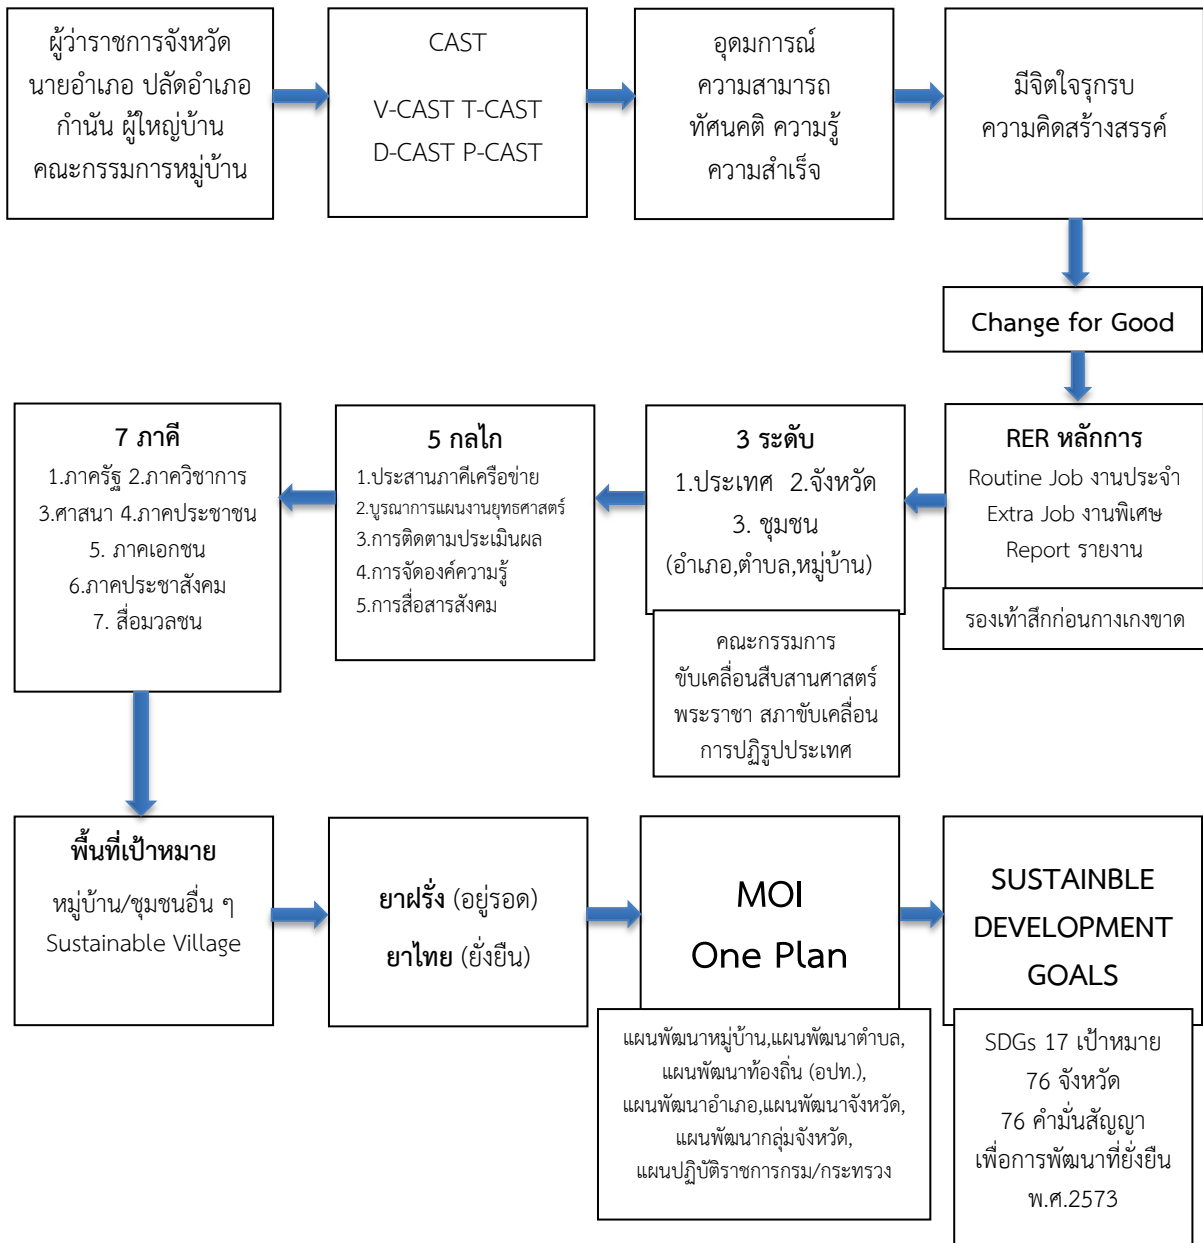 ผู้ว่าราชการจังหวัด
นายอำเภอ ปลัดอำเภอ
กำนัน ผู้ใหญ่บ้าน
คณะกรรมการหมู่บ้าน
CAST
V-CAST T-CAST
D-CAST P-CAST
อุดมการณ์
ความสามารถ
ทัศนคติ ความรู้
ความสำเร็จ
มีจิตใจรุกรบ
ความคิดสร้างสรรค์
Change for Good
RER หลักการ
Routine Job งานประจำ
Extra Job งานพิเศษ
Report รายงาน
รองเท้าสึกก่อนกางเกงขาด
3 ระดับ
1.ประเทศ 2.จังหวัด
3. ชุมชน
(อำเภอ,ตำบล,หมู่บ้าน)
คณะกรรมการ
ขับเคลื่อนสืบสานศาสตร์
พระราชา สภาขับเคลื่อน
การปฏิรูปประเทศ
5 กลไก
1.ประสานภาคีเครือข่าย
2.บูรณาการแผนงานยุทธศาสตร์
3.การติดตามประเมินผล
4.การจัดองค์ความรู้
5.การสื่อสารสังคม
7 ภาคี
1.ภาครัฐ 2.ภาควิชาการ
3.ศาสนา 4.ภาคประชาชน
5. ภาคเอกชน
6.ภาคประชาสังคม
7. สื่อมวลชน
พื้นที่เป้าหมาย
หมู่บ้าน/ชุมชนอื่น ๆ
Sustainable Village
ยาฝรั่ง (อยู่รอด)
ยาไทย (ยั่งยืน)
MOI
One Plan
แผนพัฒนาหมู่บ้าน,แผนพัฒนาตำบล,
แผนพัฒนาท้องถิ่น (อปท.),
แผนพัฒนาอำเภอ,แผนพัฒนาจังหวัด,
แผนพัฒนากลุ่มจังหวัด,
แผนปฏิบัติราชการกรม/กระทรวง
SUSTAINBLE
DEVELOPMENT
GOALS
SDGs 17 เป้าหมาย
76 จังหวัด
76 คำมั่นสัญญา
เพื่อการพัฒนาที่ยั่งยืน
พ.ศ.2573